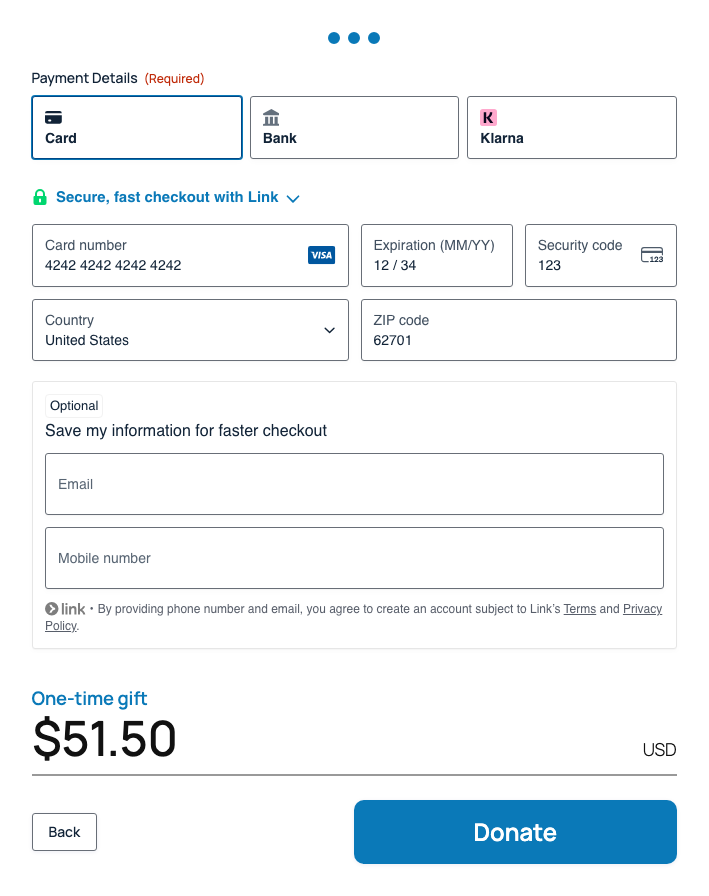 Payment Details (Required)
Card
Bank
K
Klarna
Secure, fast checkout with Link
Card number
4242 4242 4242 4242
VISA
Expiration (MM/YY)
12 / 34
Security code
123
123
Country
United States
ZIP code
62701
Optional
Save my information for faster checkout
Email
Mobile number
link • By providing phone number and email, you agree to create an account subject to Link’s Terms and Privacy
Policy.
One-time gift
$51.50
USD
Back
Donate